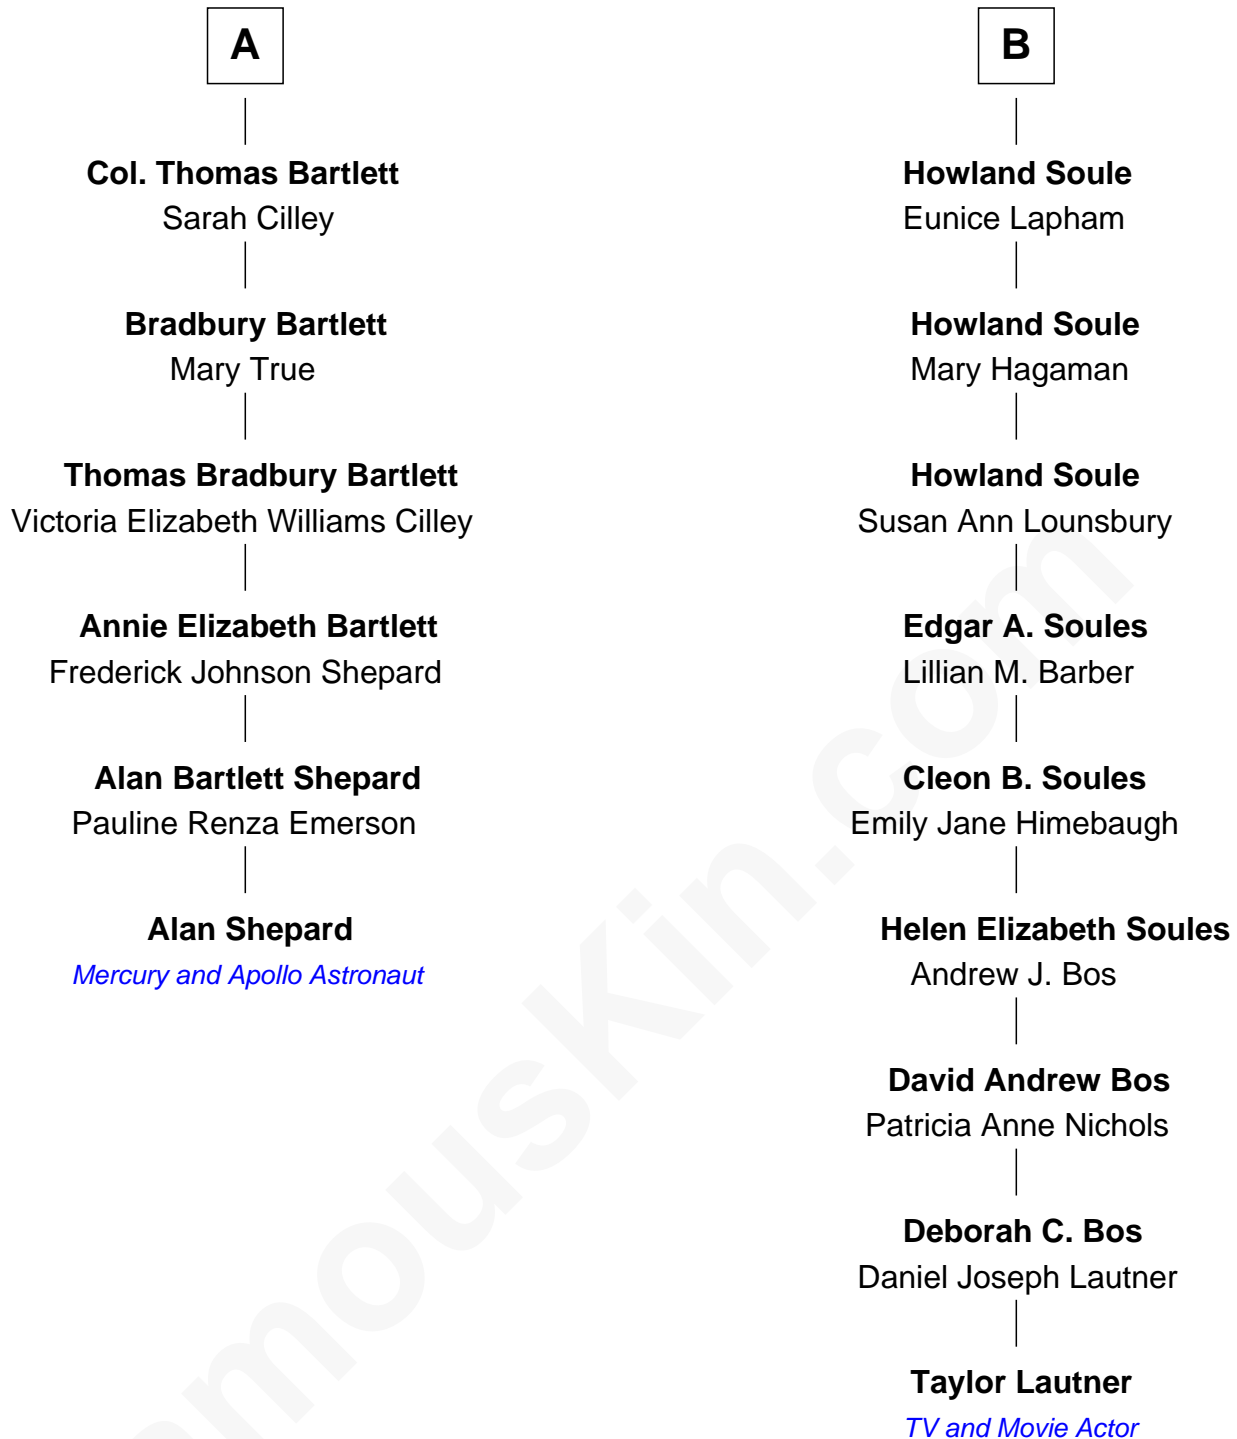 A
Col. Thomas Bartlett
Sarah Cilley
Bradbury Bartlett
Mary True
Thomas Bradbury Bartlett
Victoria Elizabeth Williams Cilley
Annie Elizabeth Bartlett
Frederick Johnson Shepard
Alan Bartlett Shepard
Pauline Renza Emerson
Alan Shepard
Mercury and Apollo Astronaut
B
Howland Soule
Eunice Lapham
Howland Soule
Mary Hagaman
Howland Soule
Susan Ann Lounsbury
Edgar A. Soules
Lillian M. Barber
Cleon B. Soules
Emily Jane Himebaugh
Helen Elizabeth Soules
Andrew J. Bos
David Andrew Bos
Patricia Anne Nichols
Deborah C. Bos
Daniel Joseph Lautner
Taylor Lautner
TV and Movie Actor
amouskin.com